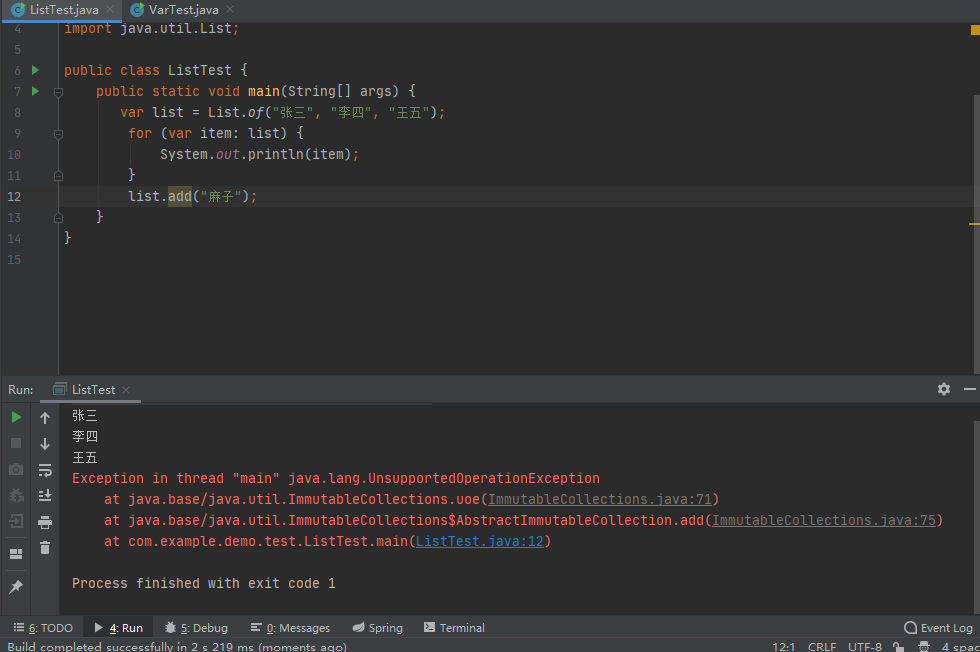 ListTest.java VarTest.java
4 import java.util.List;
5
6 public class ListTest {
7 public static void main(String[] args) {
8 var list = List.of("张三", "李四", "王五");
9 for (var item: list) {
10 System.out.println(item);
11 }
12 list.add("麻子");
13 }
14 }
15
Run: ListTest
张三
李四
王五
Exception in thread "main" java.lang.UnsupportedOperationException
at java.base/java.util.ImmutableCollections.uoe(ImmutableCollections.java:71)
at java.base/java.util.ImmutableCollections$AbstractImmutableCollection.add(ImmutableCollections.java:75)
at com.example.demo.test.ListTest.main(ListTest.java:12)
Process finished with exit code 1
6: TODO 4: Run 5: Debug 0: Messages Spring Terminal Event Log
Build completed successfully in 2 s 219 ms (moments ago) 12:1 CRLF UTF-8 4 spac